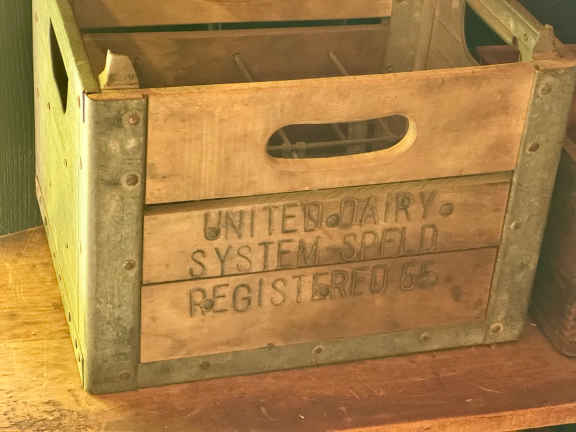 UNITED DAIRY
SYSTEM SPFLD
REGISTERED 65